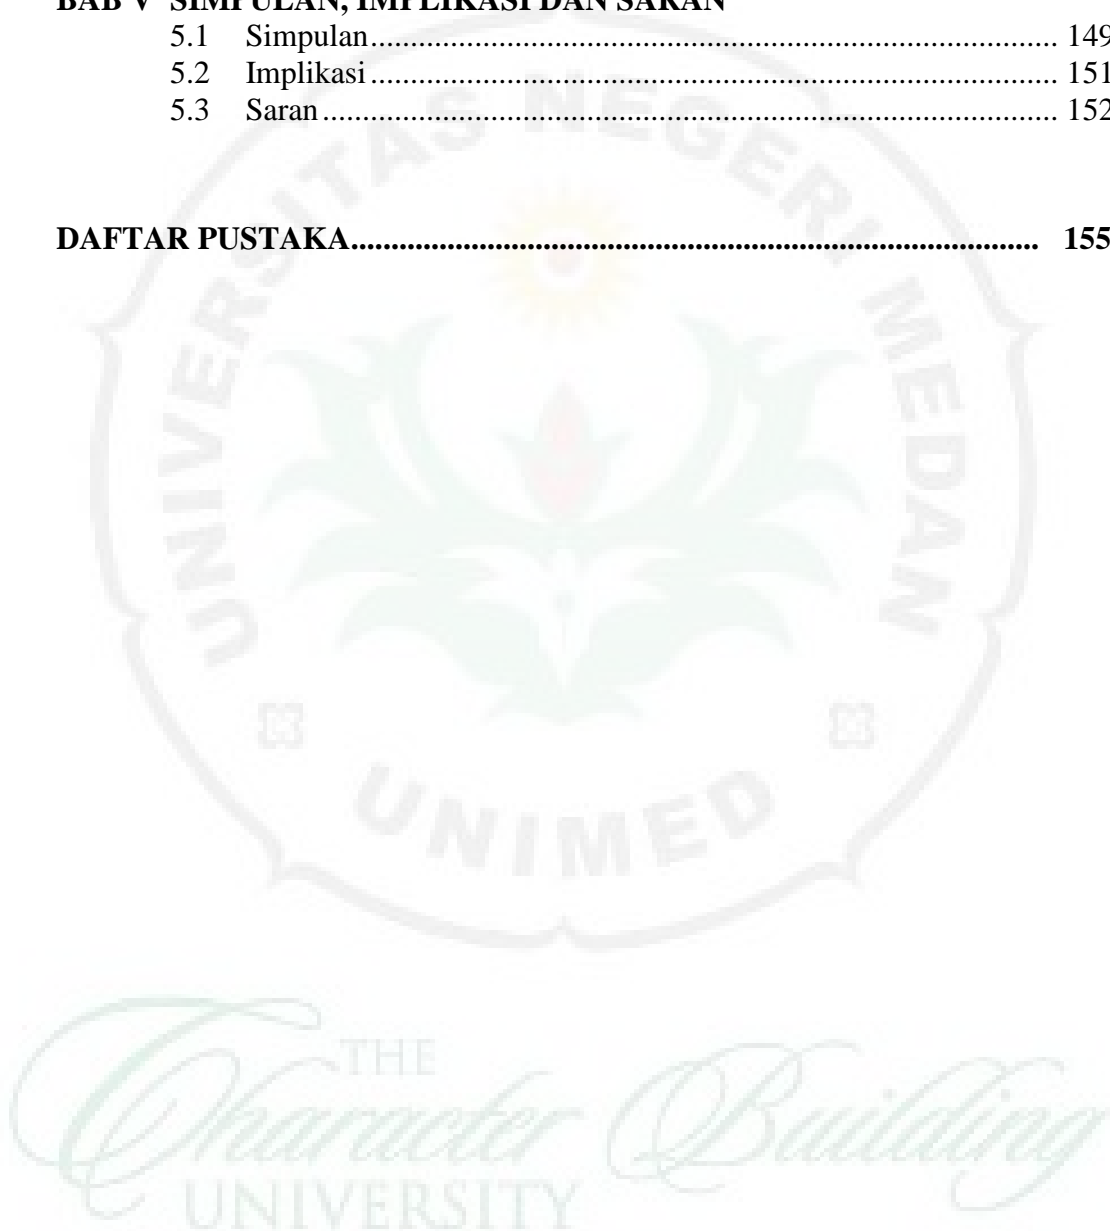 BAB V SIMPULAN, IMPLIKASI DAN SARAN
5.1 Simpulan........................................................................................ 149
5.2 Implikasi........................................................................................ 151
5.3 Saran.............................................................................................. 152
DAFTAR PUSTAKA............................................................................. 155
UNIVERSITAS NEGERI MEDAN
UNIMED
THE
Character Building
UNIVERSITY